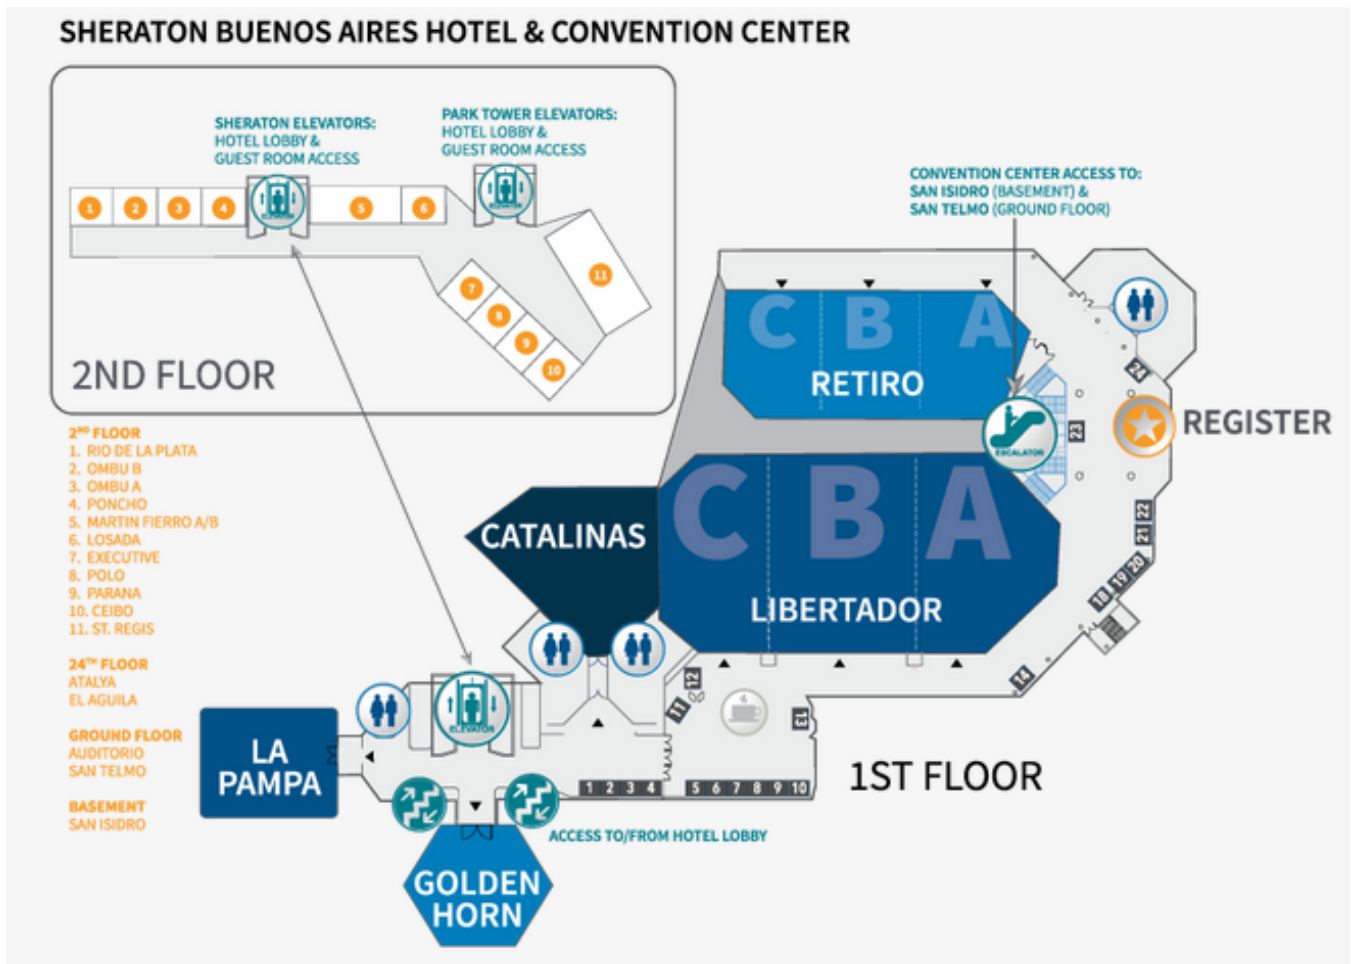 SHERATON BUENOS AIRES HOTEL & CONVENTION CENTER
SHERATON ELEVATORS:
HOTEL LOBBY &
GUEST ROOM ACCESS
PARK TOWER ELEVATORS:
HOTEL LOBBY &
GUEST ROOM ACCESS
1
2
3
4
ELEVATOR
5
6
ELEVATOR
7
8
9
10
11
2ND FLOOR
CONVENTION CENTER ACCESS TO:
SAN ISIDRO (BASEMENT) &
SAN TELMO (GROUND FLOOR)
C B A
RETIRO
24
ESCALATOR
23
REGISTER
2ND FLOOR
1. RIO DE LA PLATA
2. OMBU B
3. OMBU A
4. PONCHO
5. MARTIN FIERRO A/B
6. LOSADA
7. EXECUTIVE
8. POLO
9. PARANA
10. CEIBO
11. ST. REGIS
24TH FLOOR
ATALYA
EL AGUILA
GROUND FLOOR
AUDITORIO
SAN TELMO
BASEMENT
SAN ISIDRO
CATALINAS
C B A
LIBERTADOR
22
21
20
19
18
14
12
11
13
ELEVATOR
LA
PAMPA
1 2 3 4
5 6 7 8 9 10
1ST FLOOR
ACCESS TO/FROM HOTEL LOBBY
GOLDEN
HORN